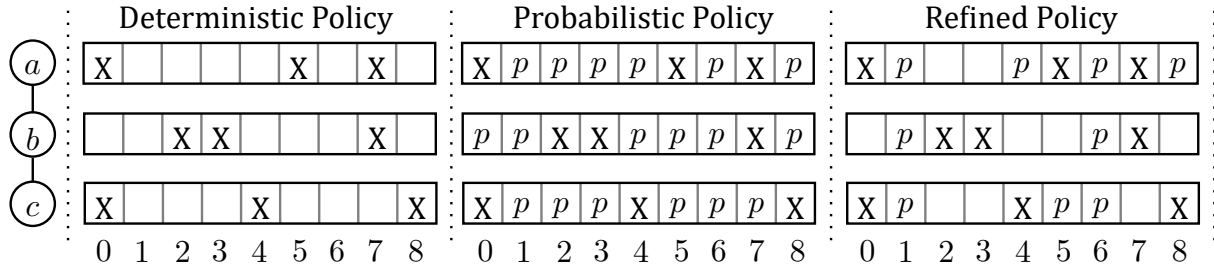 Deterministic Policy Probabilistic Policy Refined Policy
a X X X X p p p p X p X p X p p X p X p
b X X X p p X X p p p X p p X X p X
c X X X X p p p X p p p X X p X p p X
0 1 2 3 4 5 6 7 8 0 1 2 3 4 5 6 7 8 0 1 2 3 4 5 6 7 8